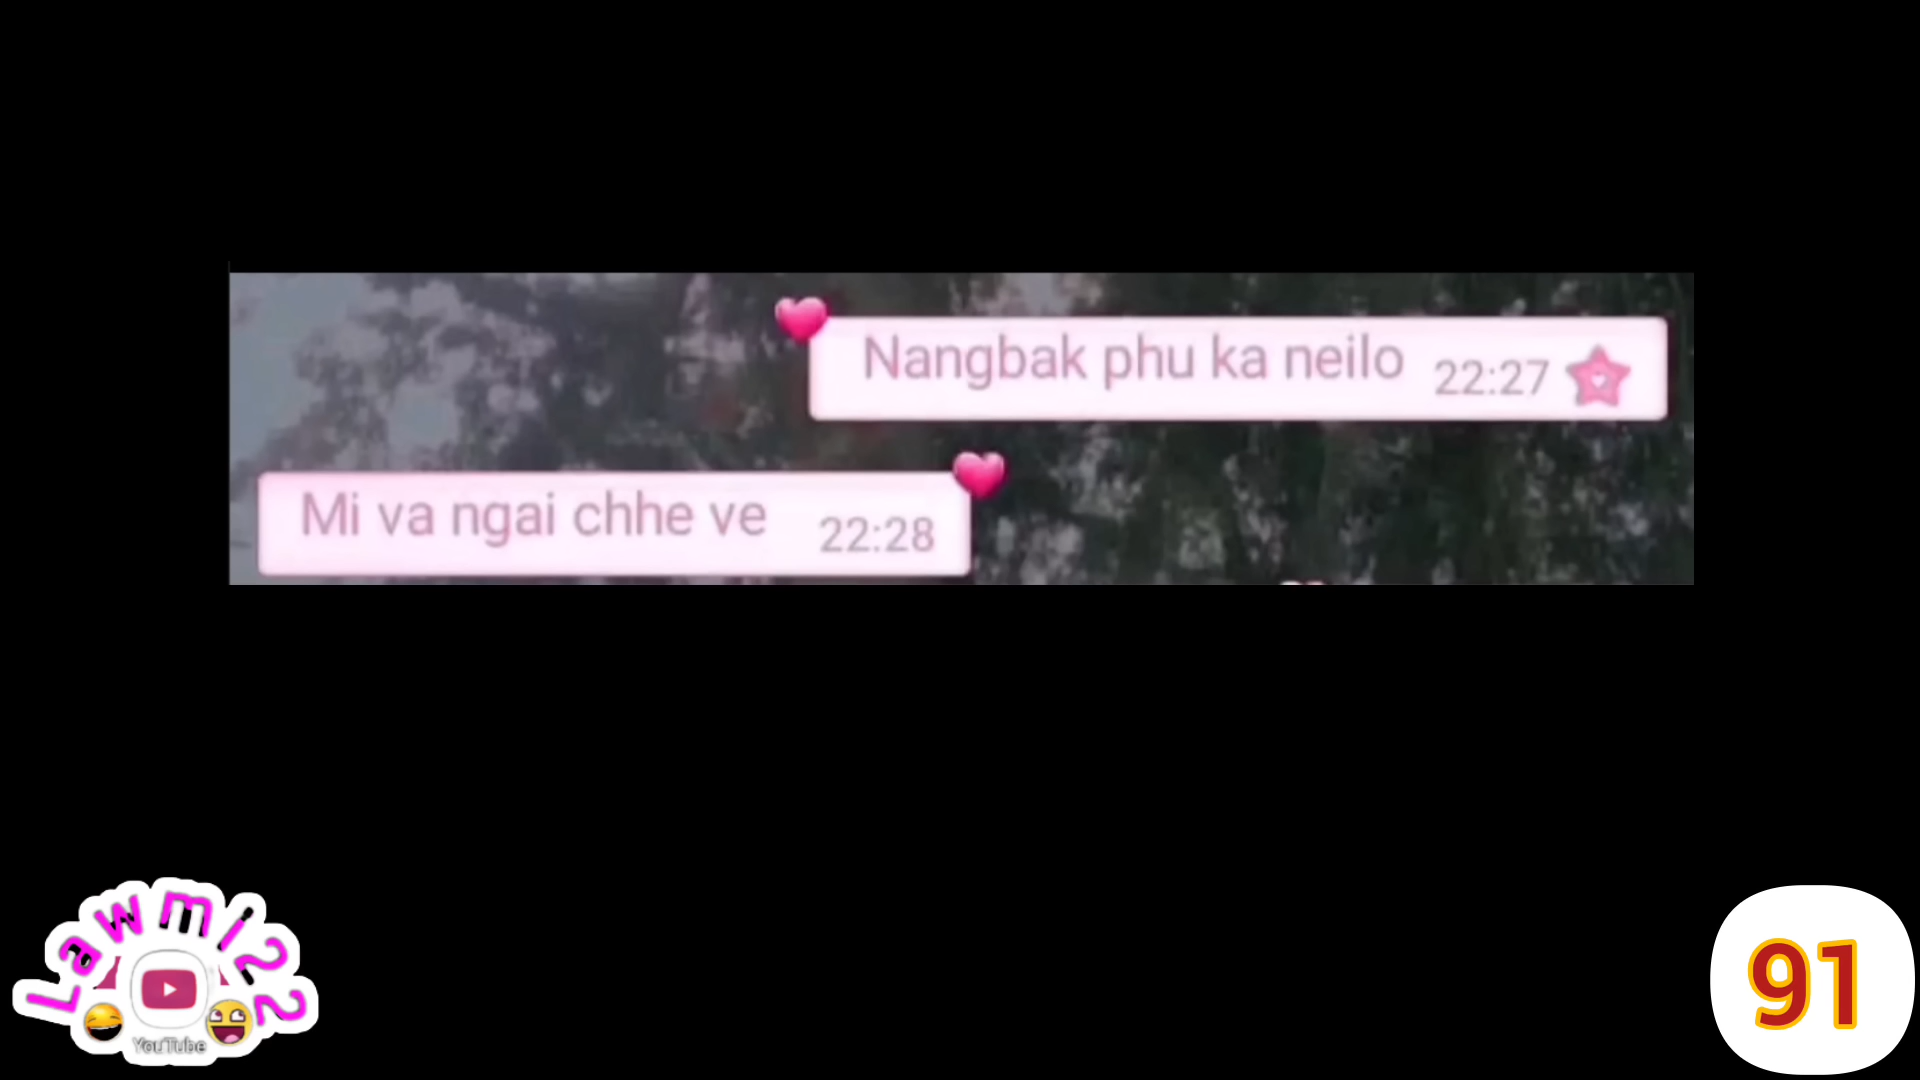 Nangbak phu ka neilo 22:27
Mi va ngai chhe ve 22:28
Lawmi22
YouTube
91